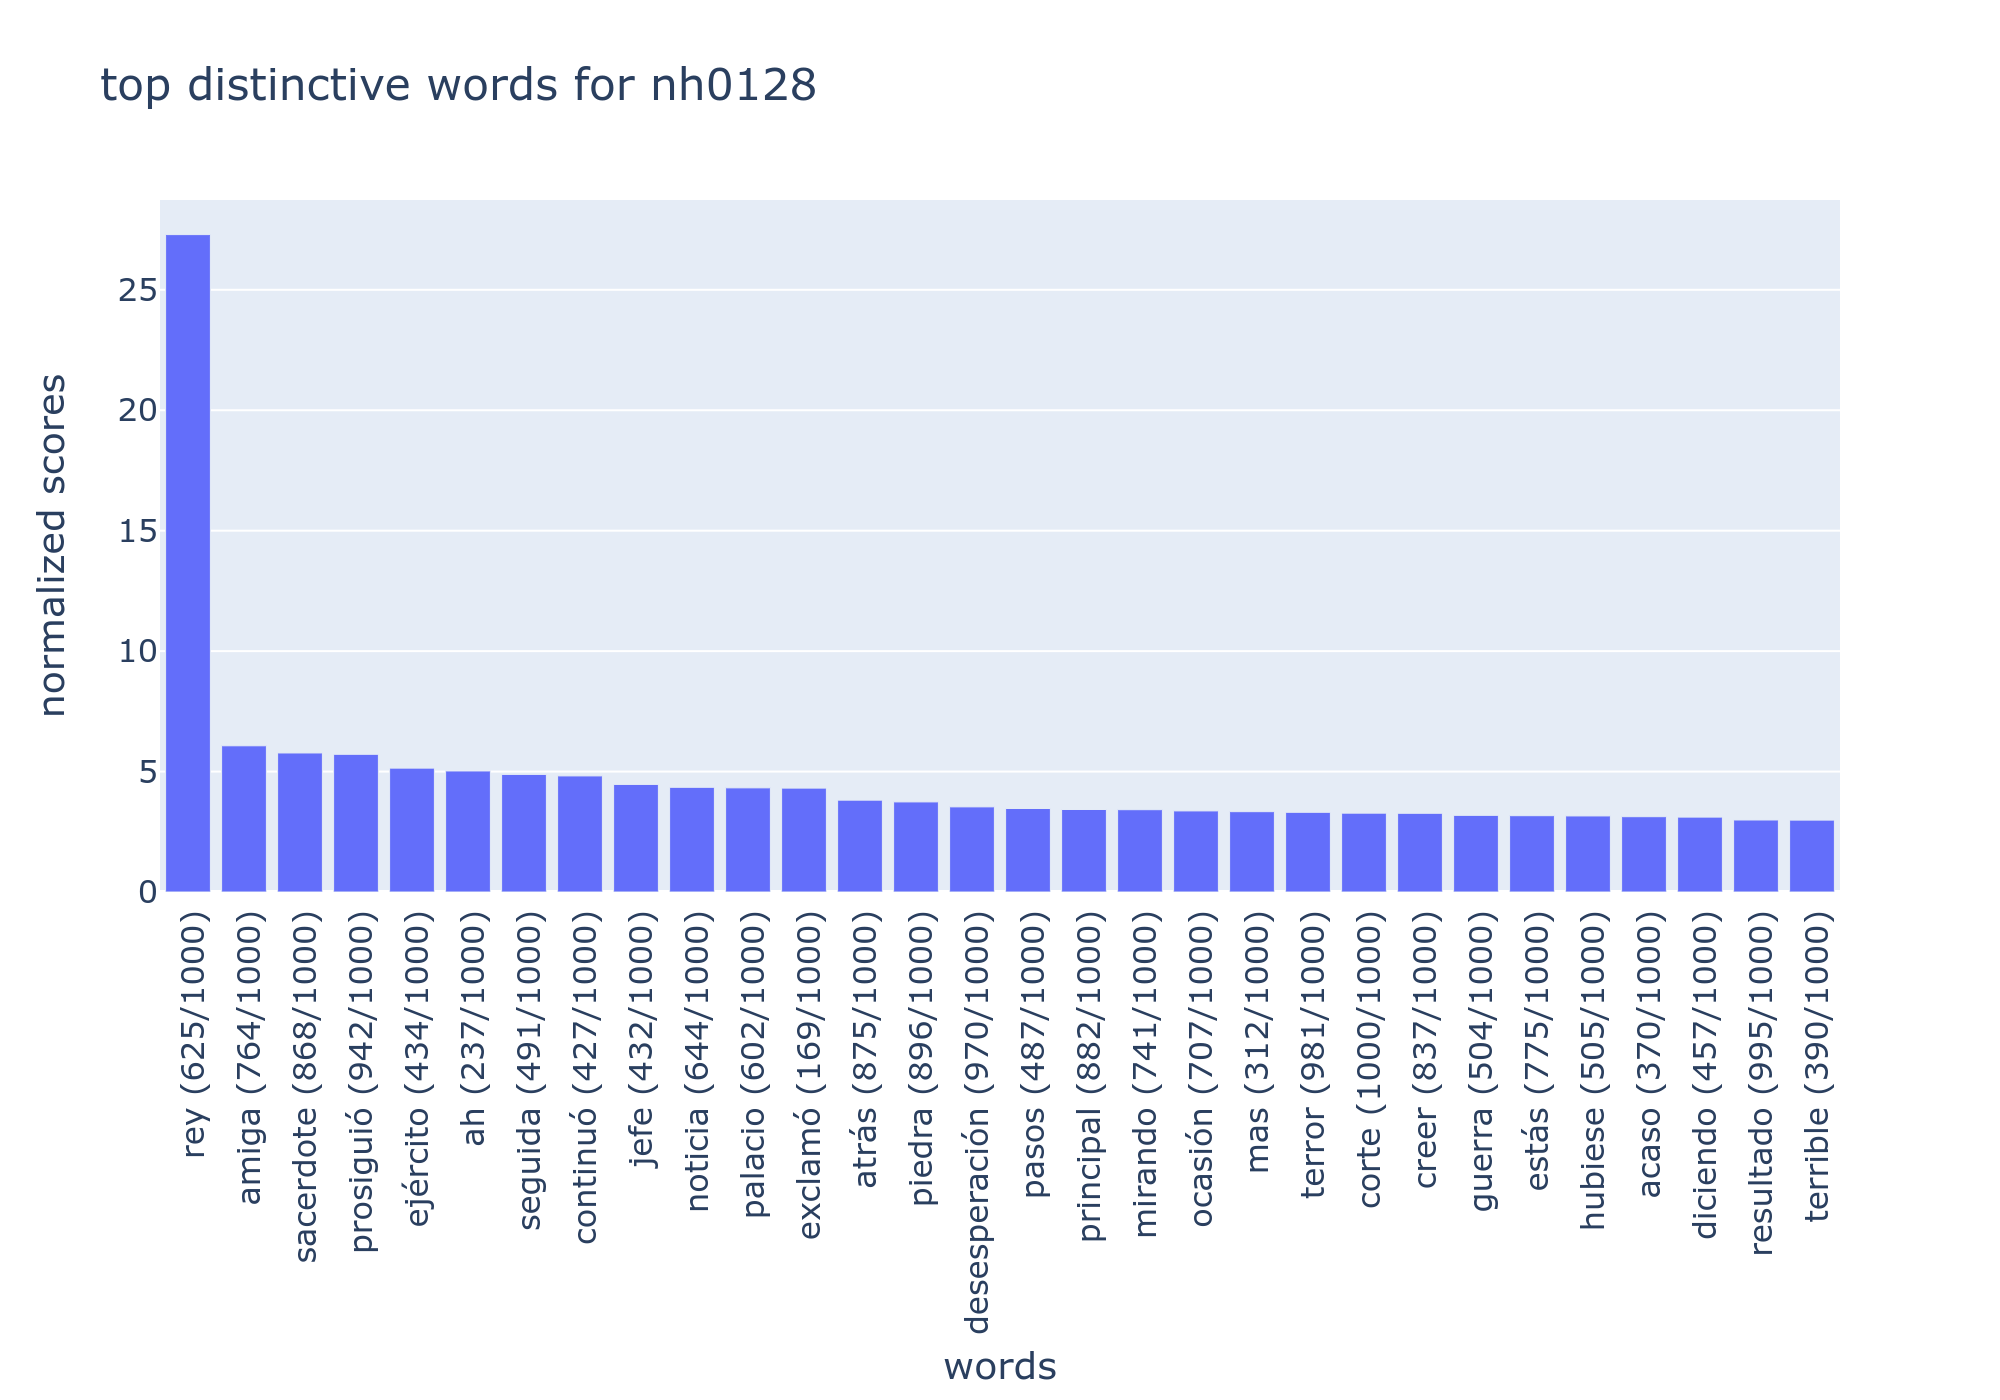 top distinctive words for nh0128
normalized scores
25
20
15
10
5
0
rey (625/1000)
amiga (764/1000)
sacerdote (868/1000)
prosiguió (942/1000)
ejército (434/1000)
ah (237/1000)
seguida (491/1000)
continuó (427/1000)
jefe (432/1000)
noticia (644/1000)
palacio (602/1000)
exclamó (169/1000)
atrás (875/1000)
piedra (896/1000)
desesperación (970/1000)
pasos (487/1000)
principal (882/1000)
mirando (741/1000)
ocasión (707/1000)
mas (312/1000)
terror (981/1000)
corte (1000/1000)
creer (837/1000)
guerra (504/1000)
estás (775/1000)
hubiese (505/1000)
acaso (370/1000)
diciendo (457/1000)
resultado (995/1000)
terrible (390/1000)
words